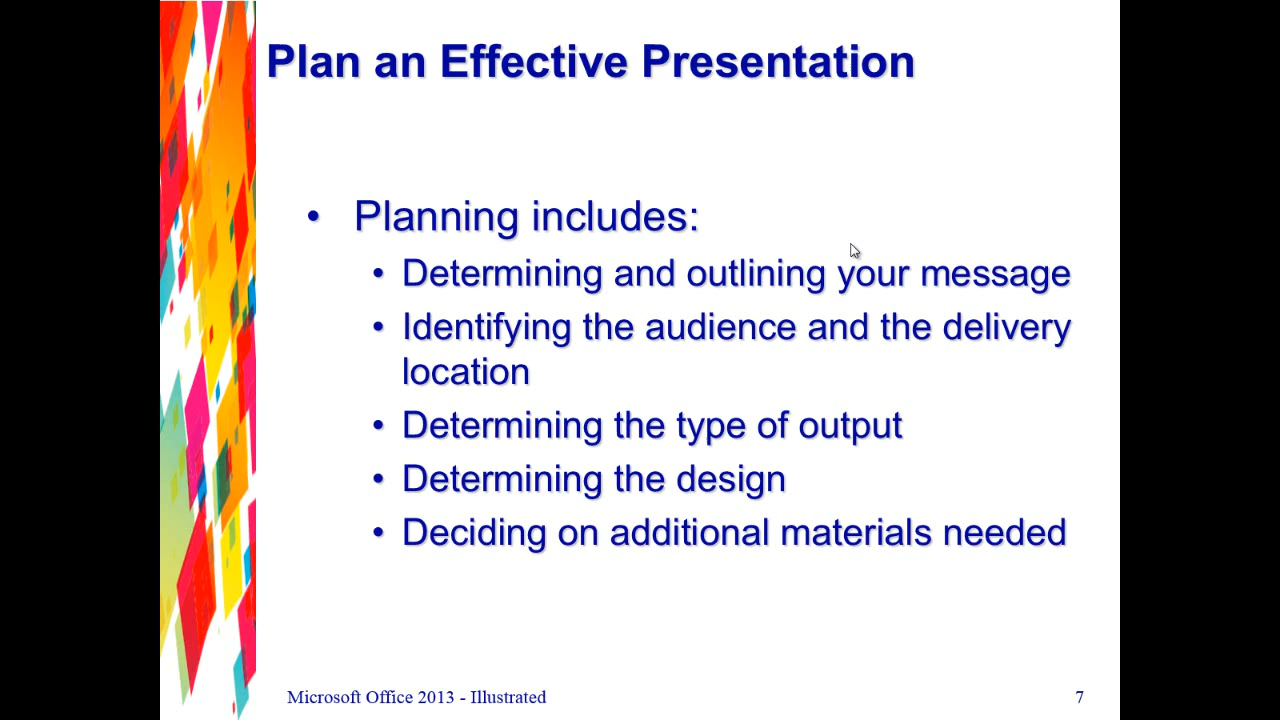 Plan an Effective Presentation
• Planning includes:
• Determining and outlining your message
• Identifying the audience and the delivery
location
• Determining the type of output
• Determining the design
• Deciding on additional materials needed
Microsoft Office 2013 - Illustrated
7